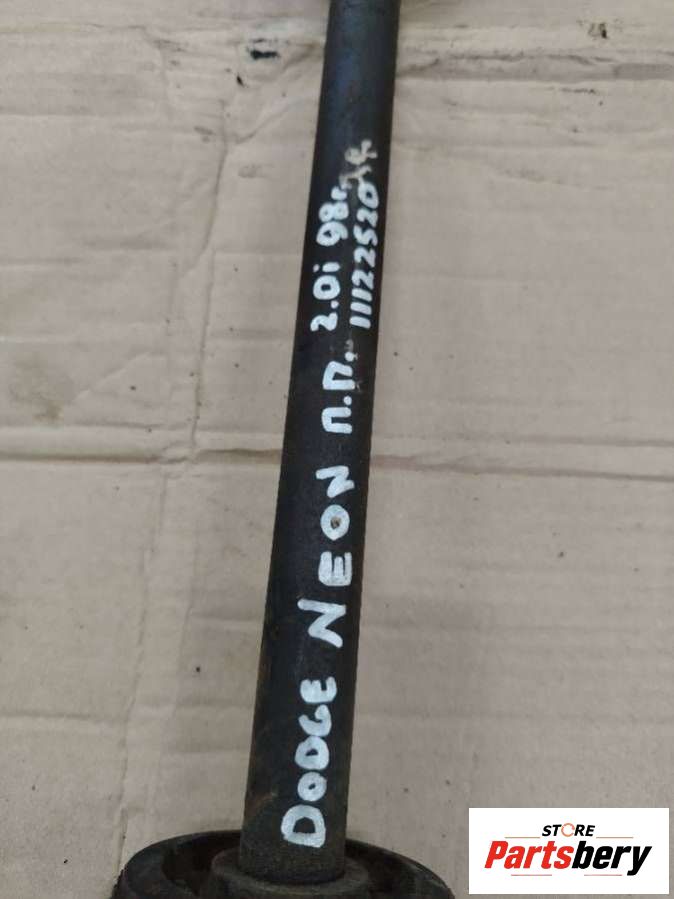 DODGE NEON П.П. 2.0i 98г.
11122520
STORE
Partsbery